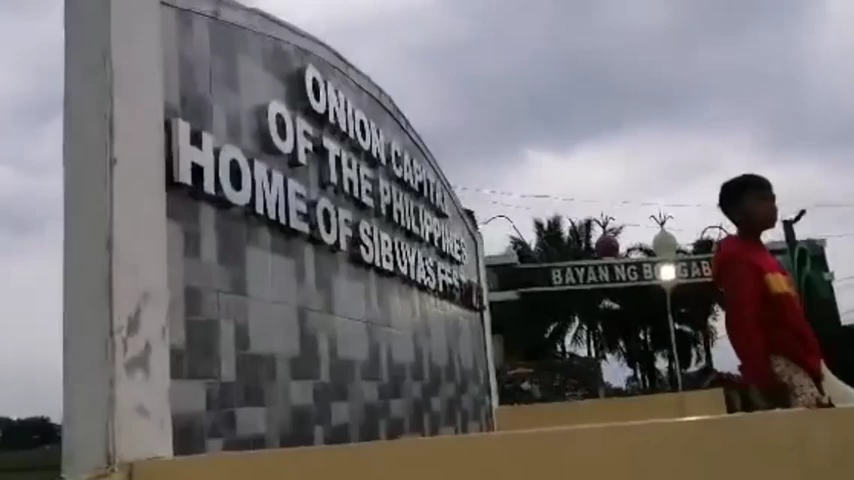 ONION CAPITAL
OF THE PHILIPPINES
HOME OF SIBUYAS
BAYAN NG